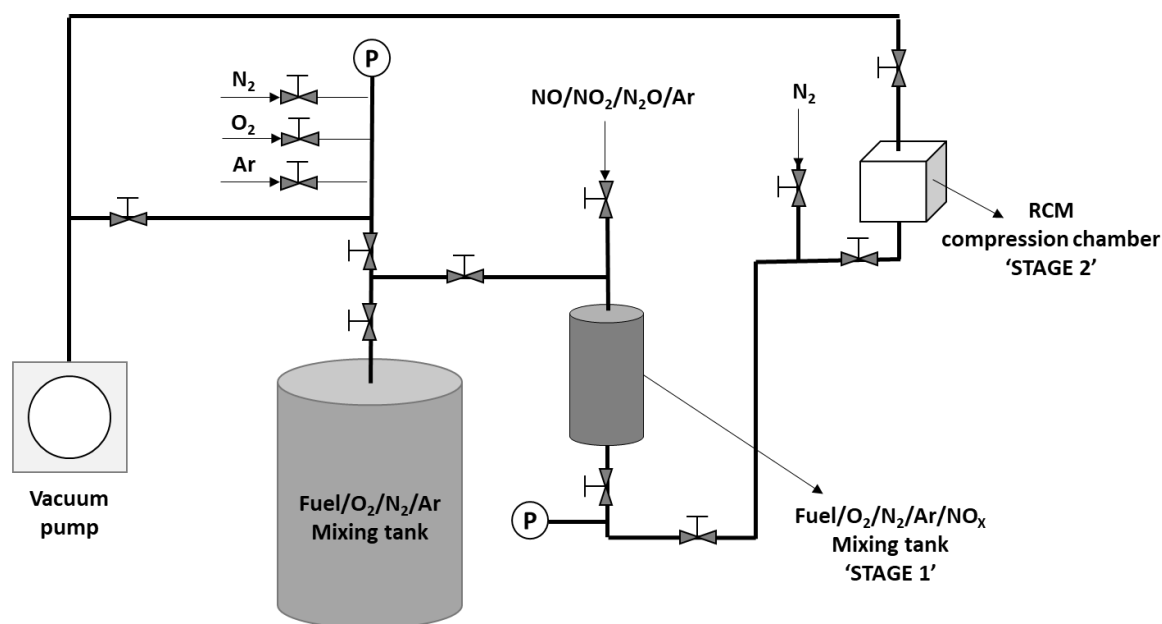 P
N₂
O₂
Ar
NO/NO₂/N₂O/Ar
N₂
RCM
compression chamber
‘STAGE 2’
Vacuum
pump
Fuel/O₂/N₂/Ar
Mixing tank
P
Fuel/O₂/N₂/Ar/NOₓ
Mixing tank
‘STAGE 1’